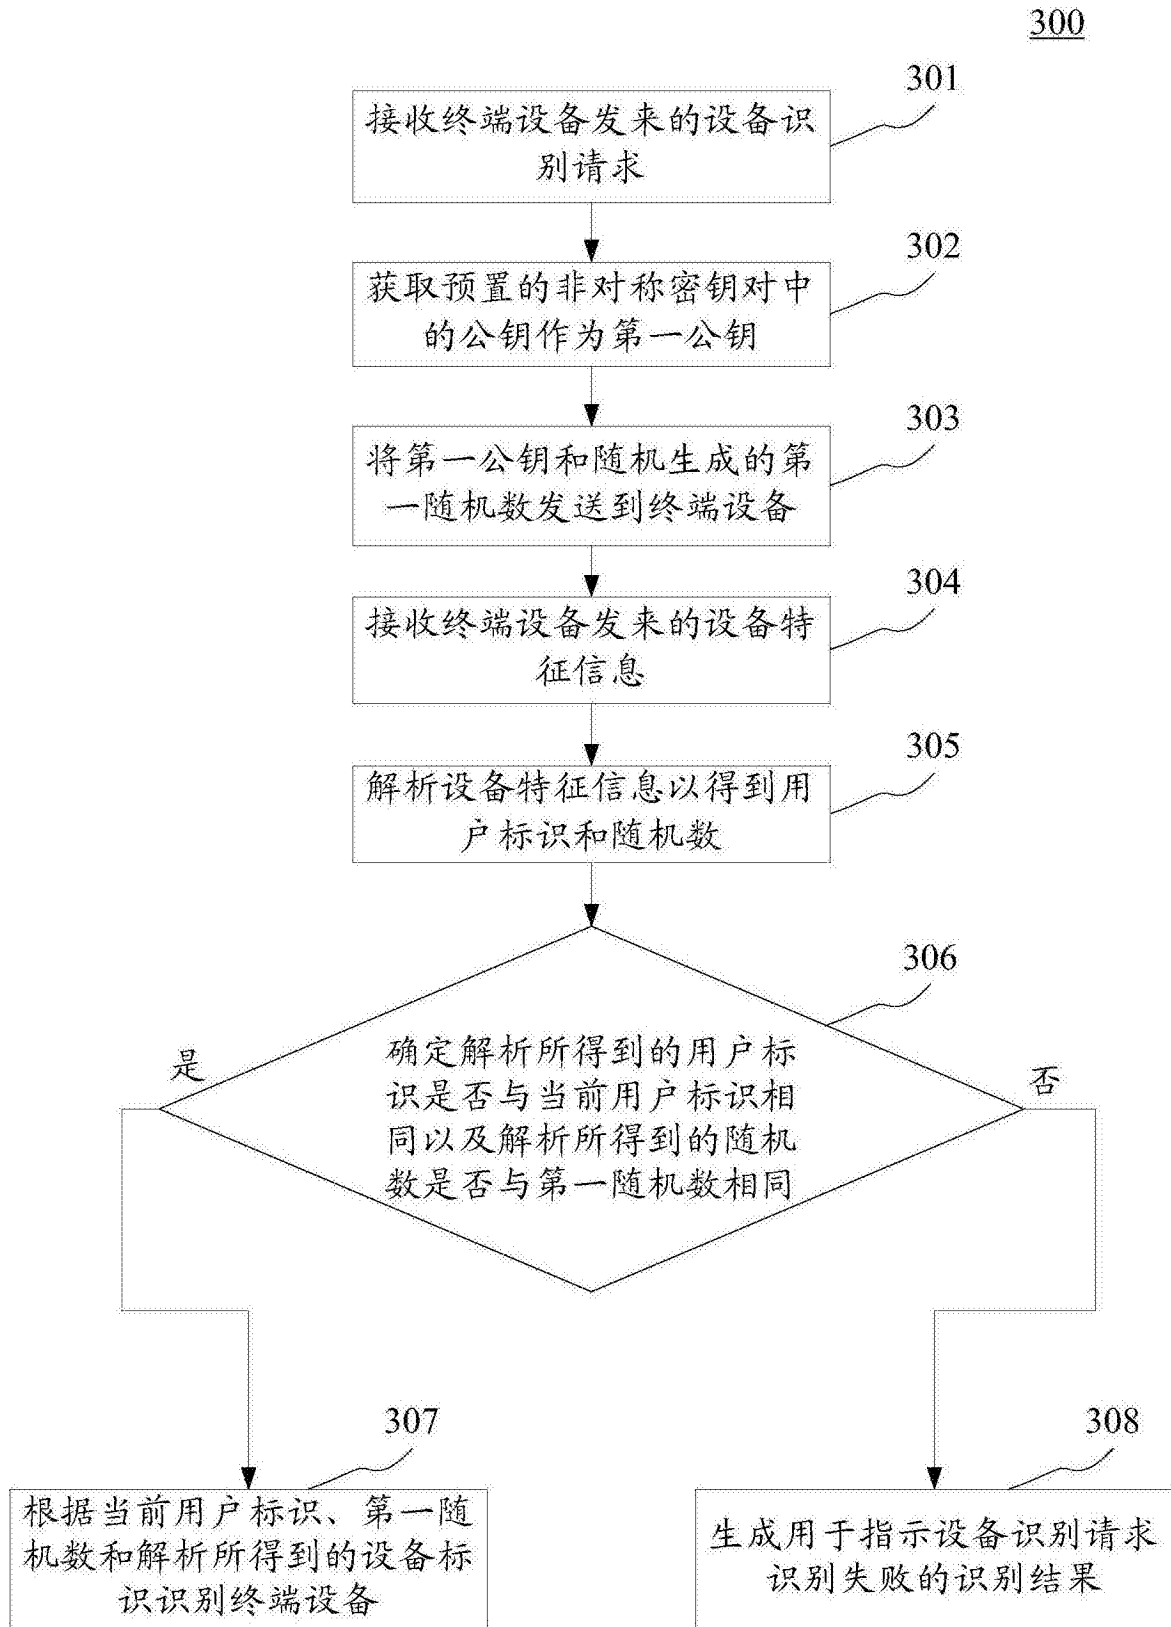 300
301
接收终端设备发来的设备识
别请求
302
获取预置的非对称密钥对中
的公钥作为第一公钥
303
将第一公钥和随机生成的第
一随机数发送到终端设备
304
接收终端设备发来的设备特
征信息
305
解析设备特征信息以得到用
户标识和随机数
306
是
否
确定解析所得到的用户标
识是否与当前用户标识相
同以及解析所得到的随机
数是否与第一随机数相同
307
根据当前用户标识、第一随
机数和解析所得到的设备标
识识别终端设备
308
生成用于指示设备识别请求
识别失败的识别结果